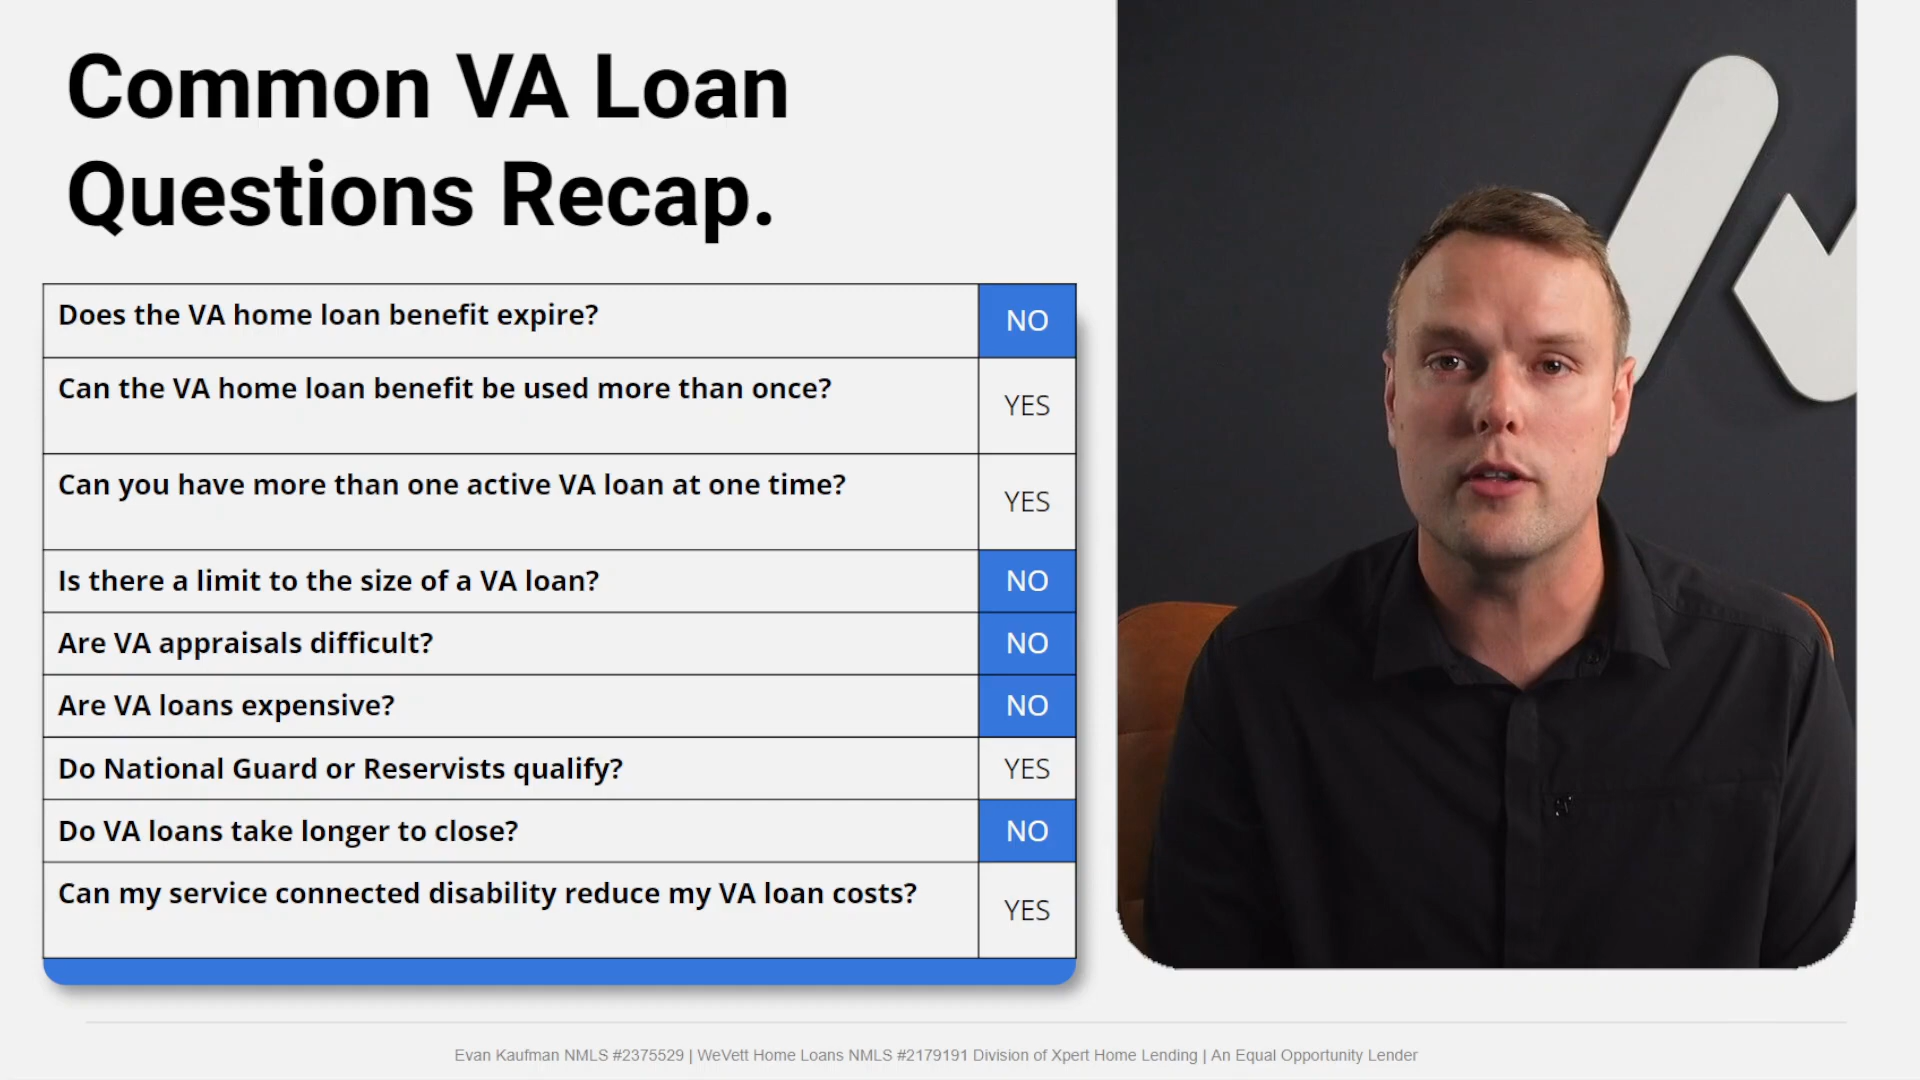 Common VA Loan
Questions Recap.
Does the VA home loan benefit expire? NO
Can the VA home loan benefit be used more than once? YES
Can you have more than one active VA loan at one time? YES
Is there a limit to the size of a VA loan? NO
Are VA appraisals difficult? NO
Are VA loans expensive? NO
Do National Guard or Reservists qualify? YES
Do VA loans take longer to close? NO
Can my service connected disability reduce my VA loan costs? YES
Evan Kaufman NMLS #2375529 | WeVett Home Loans NMLS #2179191 Division of Xpert Home Lending | An Equal Opportunity Lender